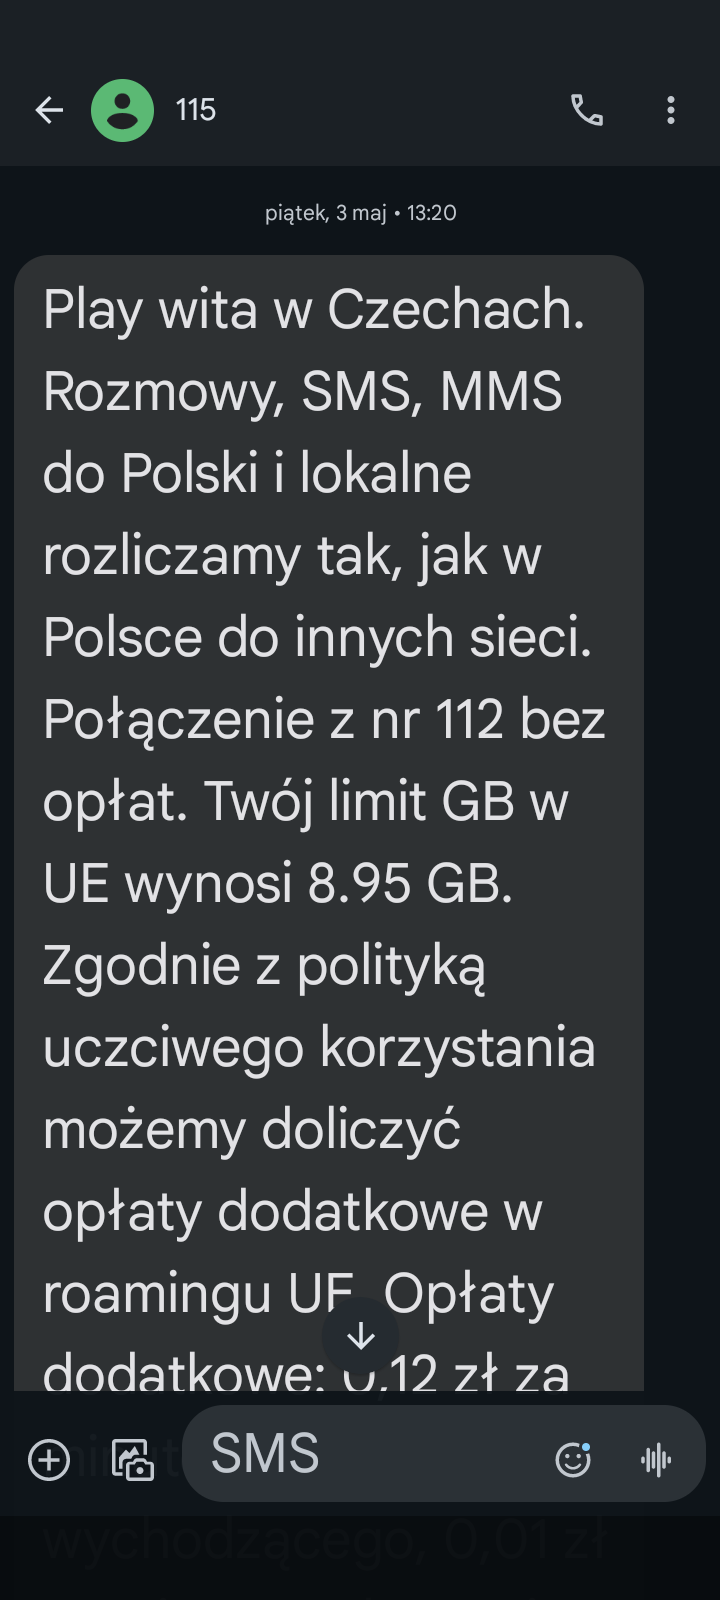 115
piątek, 3 maj • 13:20
Play wita w Czechach.
Rozmowy, SMS, MMS
do Polski i lokalne
rozliczamy tak, jak w
Polsce do innych sieci.
Połączenie z nr 112 bez
opłat. Twój limit GB w
UE wynosi 8.95 GB.
Zgodnie z polityką
uczciwego korzystania
możemy doliczyć
opłaty dodatkowe w
roamingu UE. Opłaty
dodatkowe: 0,12 zł za
SMS
wychodzącego, 0,01 zł